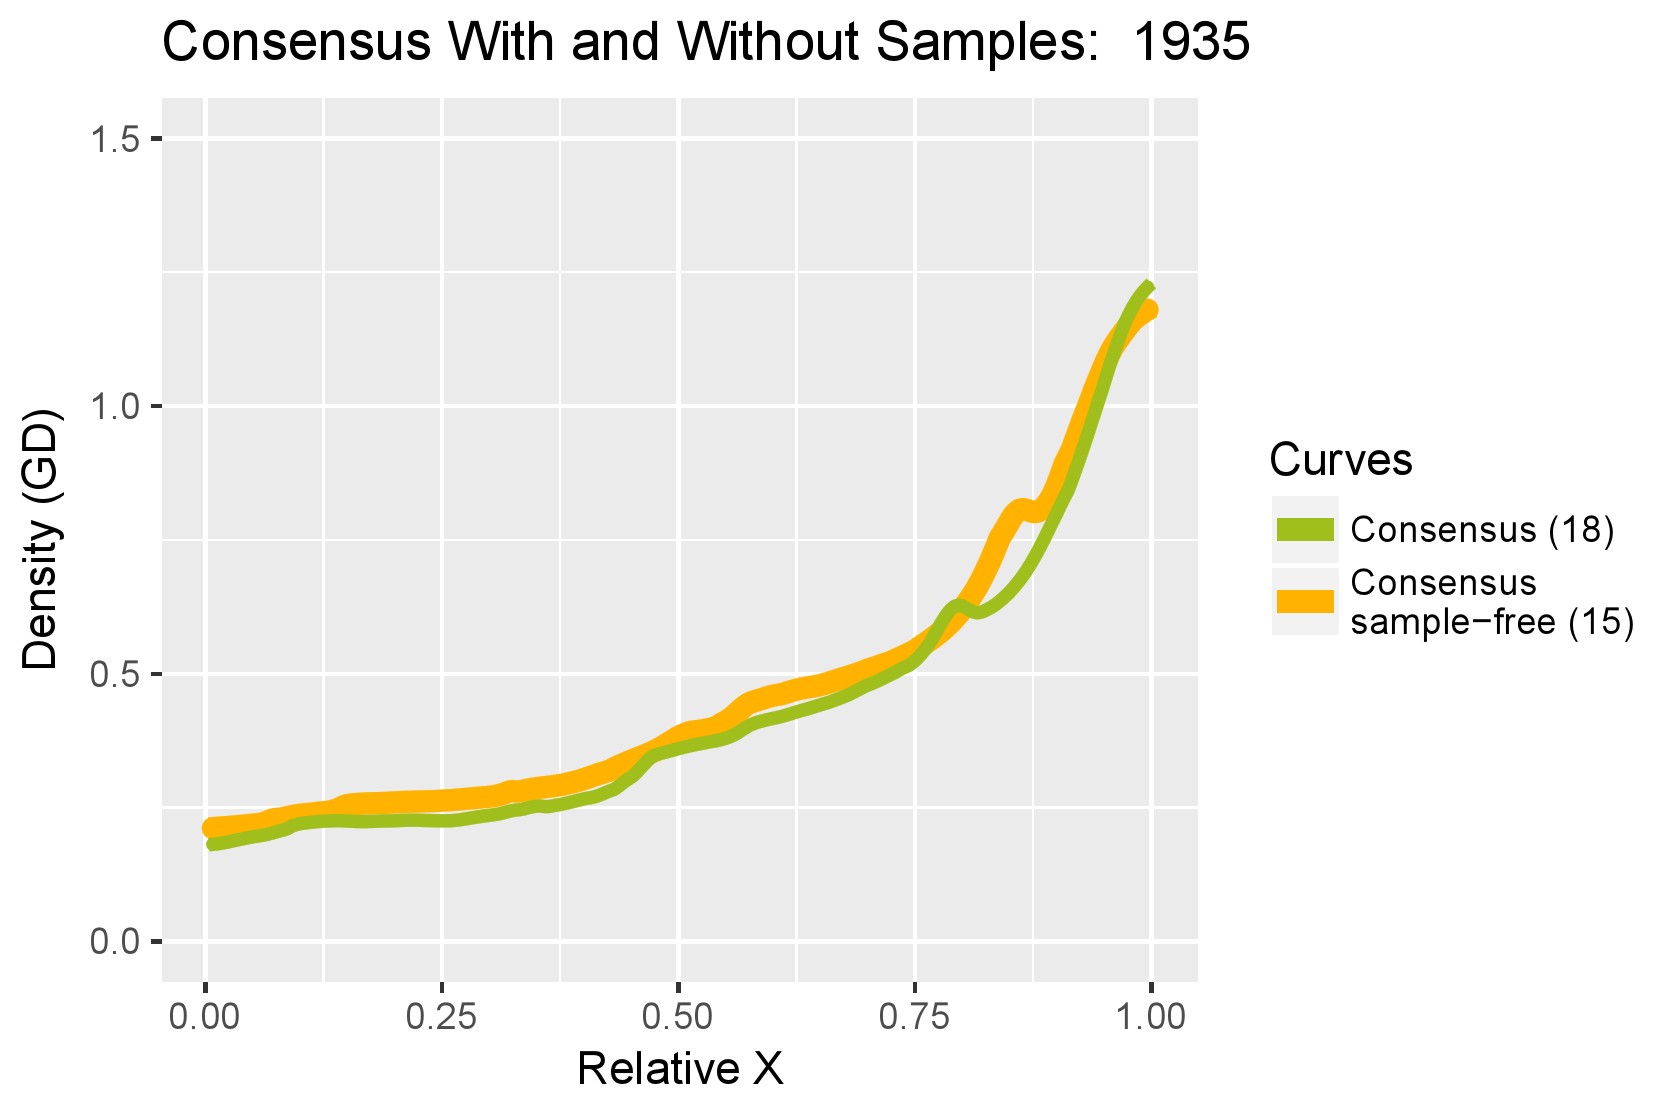 Consensus With and Without Samples:  1935
1.5
1.0
0.5
0.0
Density (GD)
0.00 0.25 0.50 0.75 1.00
Relative X
Curves
Consensus (18)
Consensus
sample−free (15)